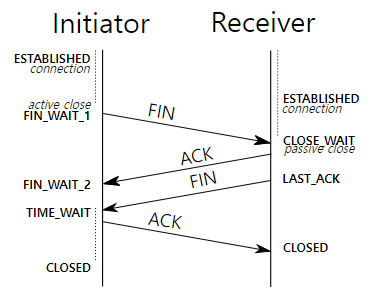 Initiator
Receiver
ESTABLISHED
connection
active close
FIN_WAIT_1
FIN
ESTABLISHED
connection
CLOSE_WAIT
passive close
ACK
FIN_WAIT_2
FIN
LAST_ACK
TIME_WAIT
ACK
CLOSED
CLOSED